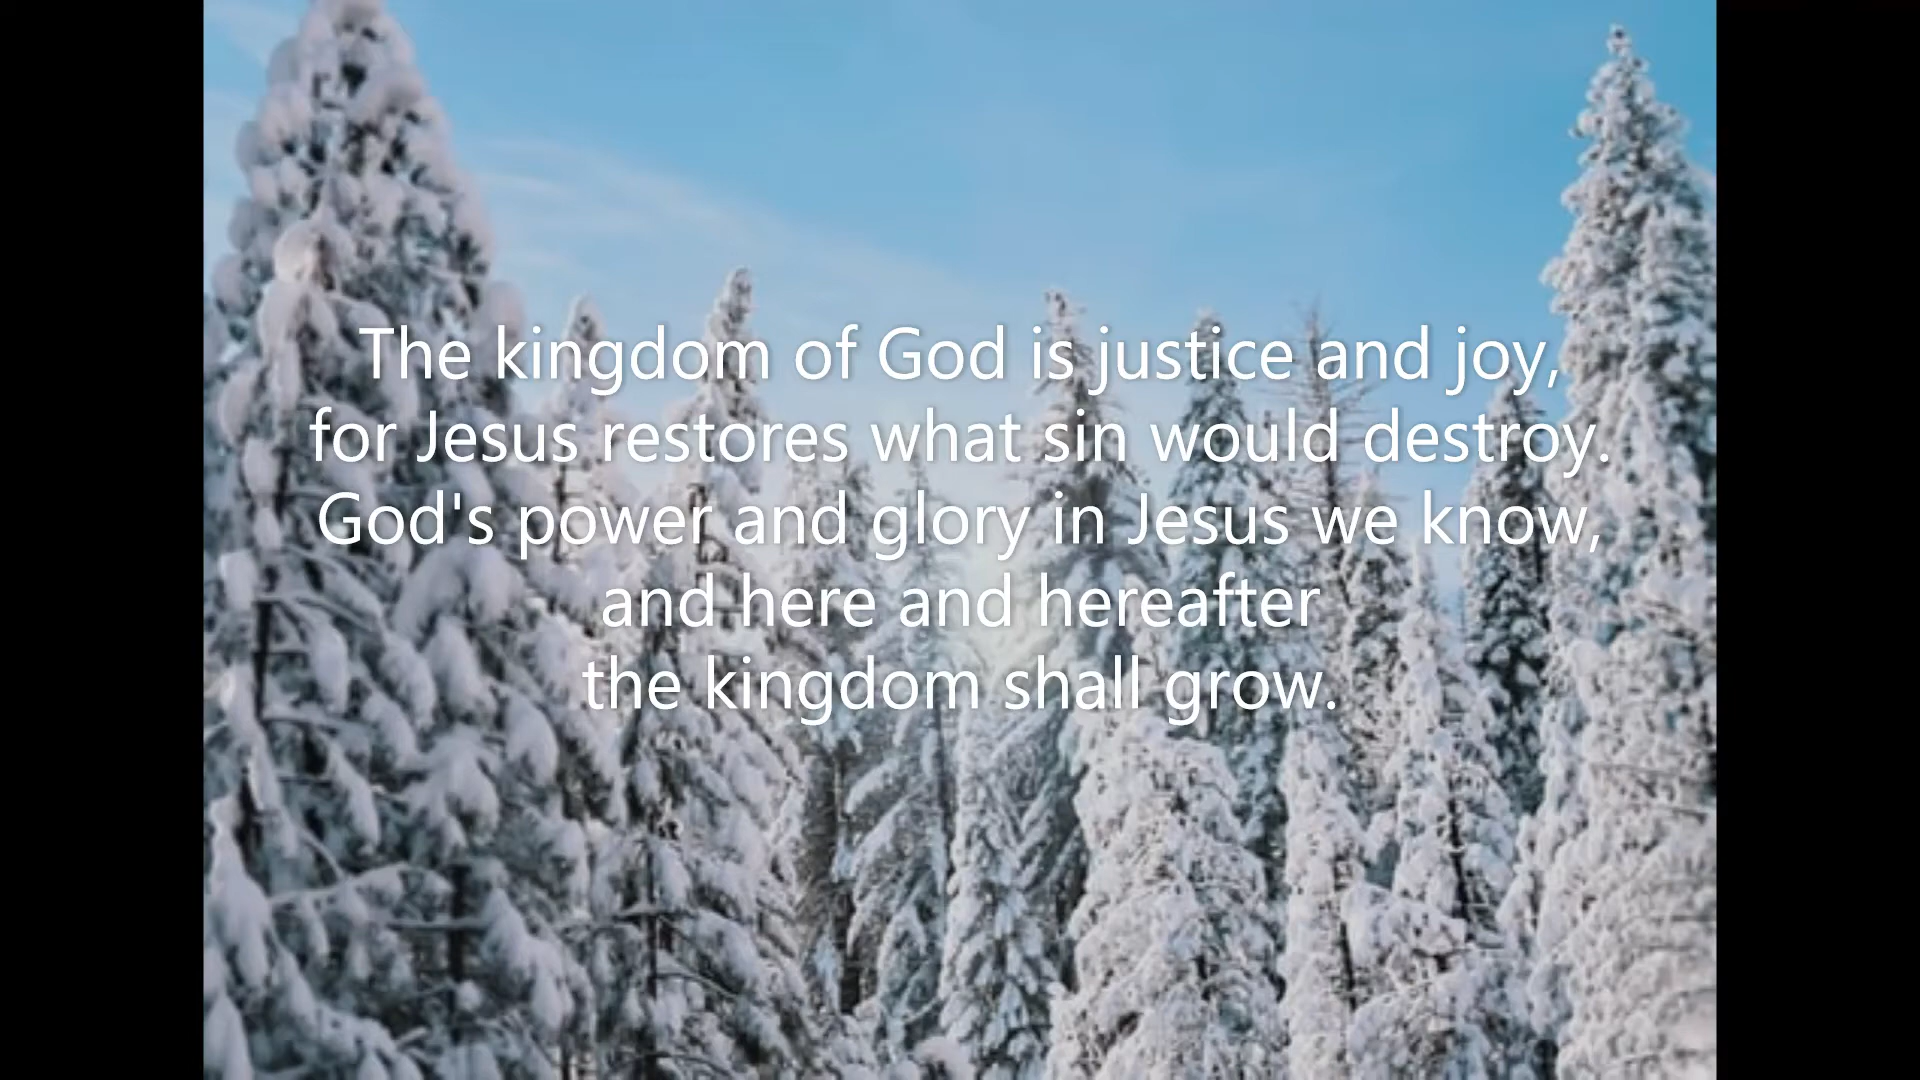 The kingdom of God is justice and joy,
for Jesus restores what sin would destroy.
God's power and glory in Jesus we know,
and here and hereafter
the kingdom shall grow.